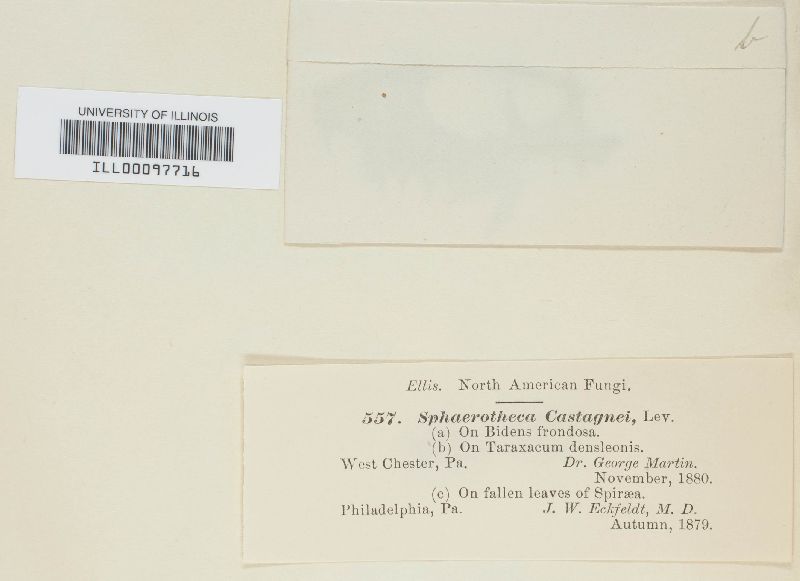 b
UNIVERSITY OF ILLINOIS
ILL00097716
Ellis. North American Fungi.
557. Sphaerotheca Castagnei, Lev.
(a) On Bidens frondosa.
(b) On Taraxacum densleonis.
West Chester, Pa. Dr. George Martin.
November, 1880.
(c) On fallen leaves of Spiræa.
Philadelphia, Pa. J. W. Eckfeldt, M. D.
Autumn, 1879.